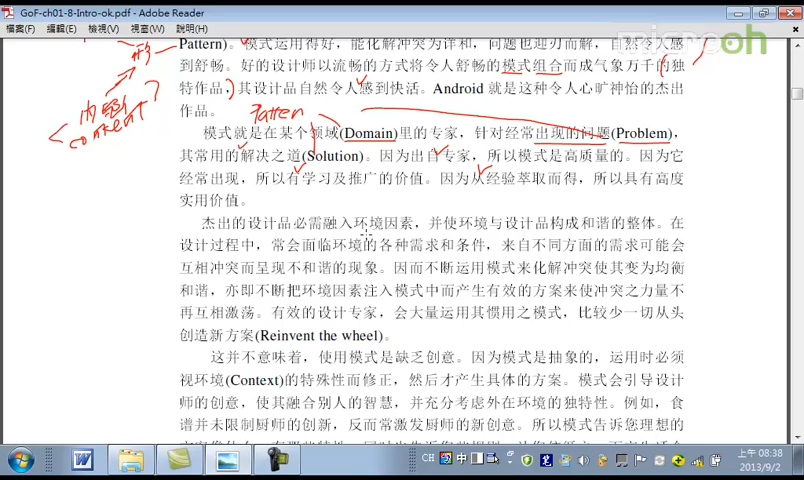 GoF-ch01-8-Intro-ok.pdf - Adobe Reader
檔案(F) 編輯(E) 檢視(V) 視窗(W) 說明(H)
microoh
Pattern)。模式运用得好，能化解冲突为详和，问题也迎刃而解，自然令人感
形
到舒畅。好的设计师以流畅的方式将令人舒畅的模式组合而成气象万千的独
特作品，其设计品自然令人感到快活。Android 就是这种令人心旷神怡的杰出
作品。
内
content
Patten
模式就是在某个领域(Domain)里的专家，针对经常出现的问题(Problem)，
其常用的解决之道(Solution)。因为出自专家，所以模式是高质量的。因为它
经常出现，所以有学习及推广的价值。因为从经验萃取而得，所以具有高度
实用价值。
杰出的设计品必需融入环境因素，并使环境与设计品构成和谐的整体。在
设计过程中，常会面临环境的各种需求和条件，来自不同方面的需求可能会
互相冲突而呈现不和谐的现象。因而不断运用模式来化解冲突使其变为均衡
和谐，亦即不断把环境因素注入模式中而产生有效的方案来使冲突之力量不
再互相激荡。有效的设计专家，会大量运用其惯用之模式，比较少一切从头
创造新方案(Reinvent the wheel)。
这并不意味着，使用模式是缺乏创意。因为模式是抽象的，运用时必须
视环境(Context)的特殊性而修正，然后才产生具体的方案。模式会引导设计
师的创意，使其融合别人的智慧，并充分考虑外在环境的独特性。例如，食
谱并未限制厨师的创新，反而常激发厨师的新创意。所以模式告诉您理想的
CH 中 上午 08:38
2013/9/2